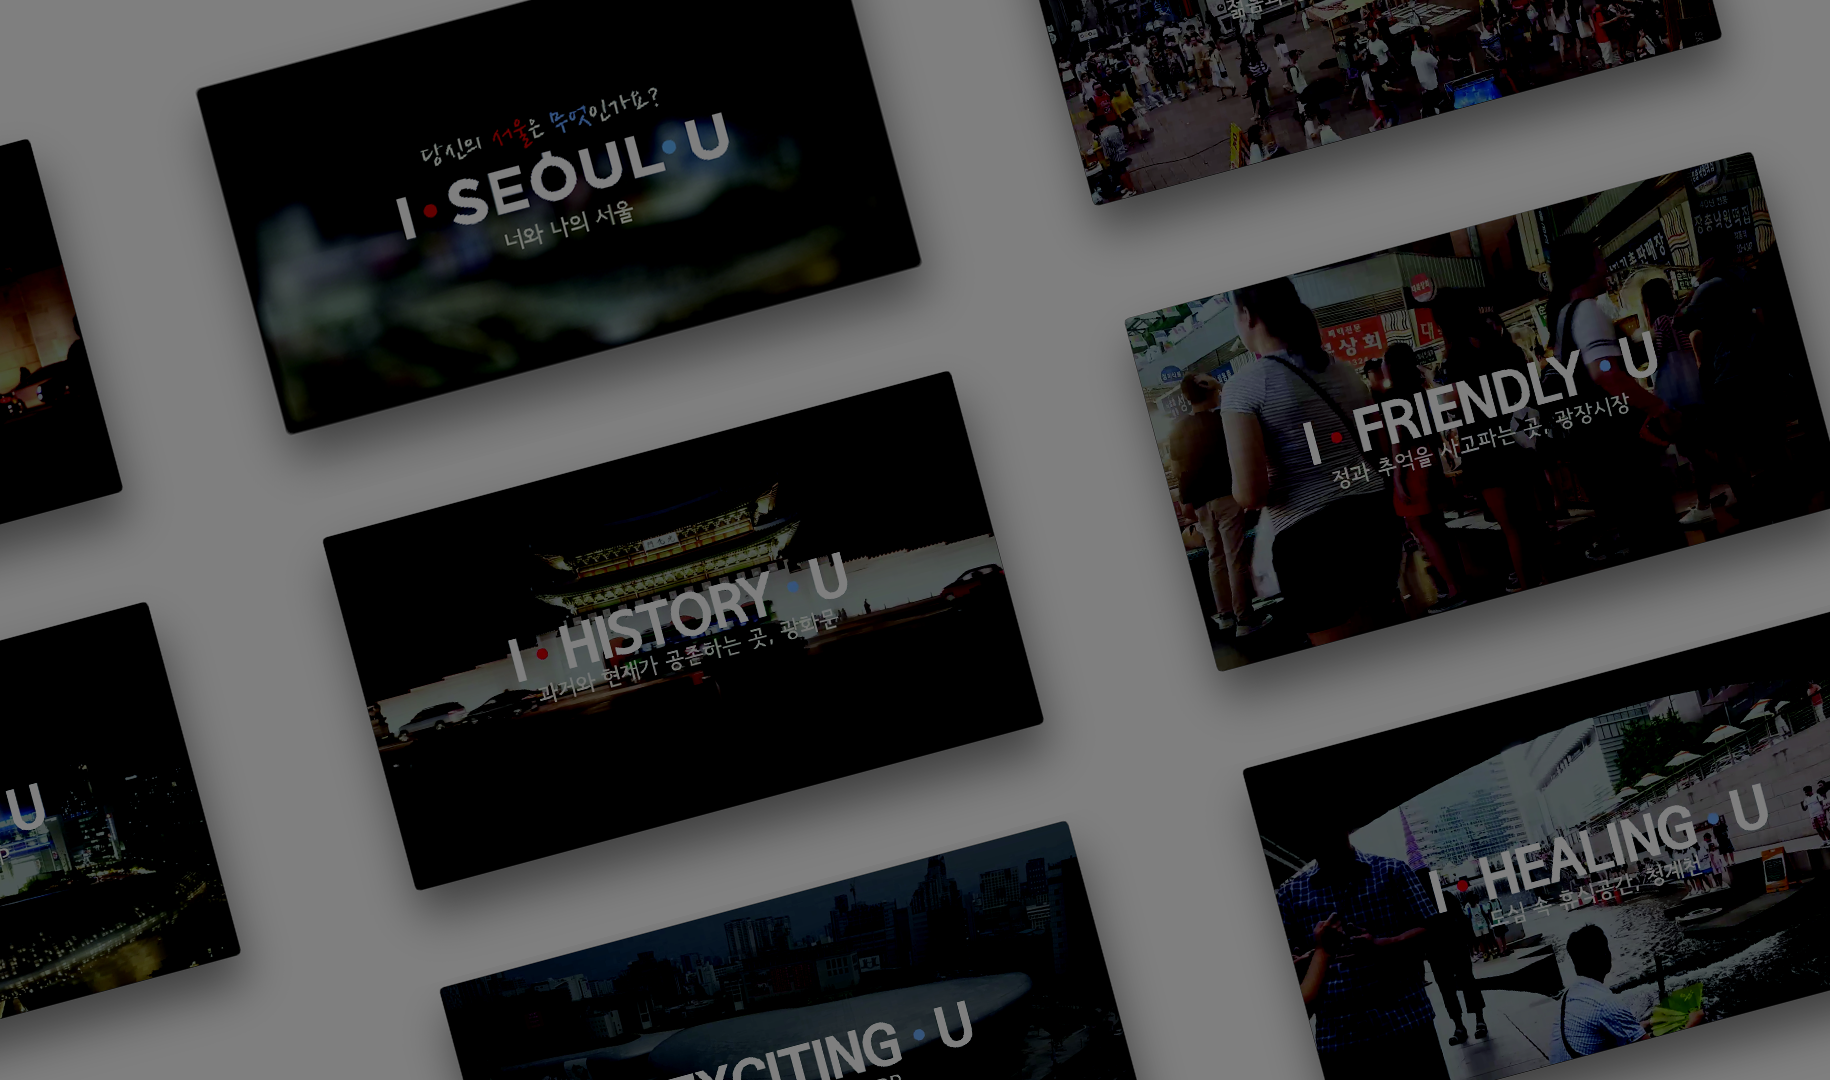 당신의 서울은 무엇인가요?
I·SEOUL·U
너와 나의 서울
I·FRIENDLY·U
정과 추억을 사고파는 곳, 광장시장
상회
I·HISTORY·U
과거와 현재가 공존하는 곳, 광화문
U
I·HEALING·U
도심 속 휴식공간, 청계천
EXCITING·U